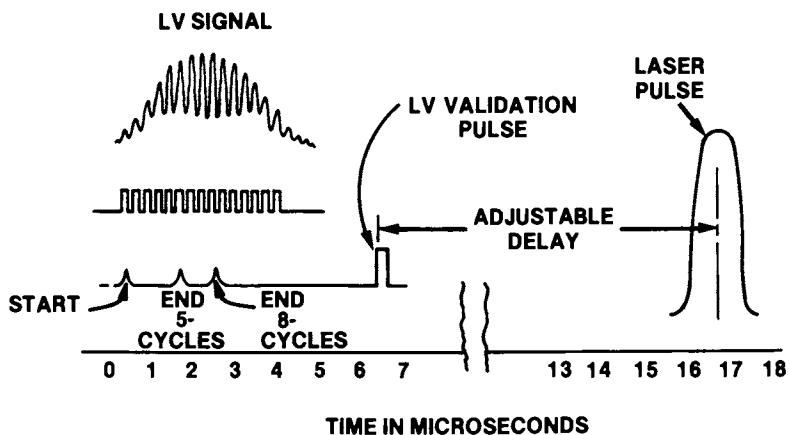 LV SIGNAL
LASER
PULSE
LV VALIDATION
PULSE
ADJUSTABLE
DELAY
START
END
5-
CYCLES
END
8-
CYCLES
0 1 2 3 4 5 6 7 13 14 15 16 17 18
TIME IN MICROSECONDS